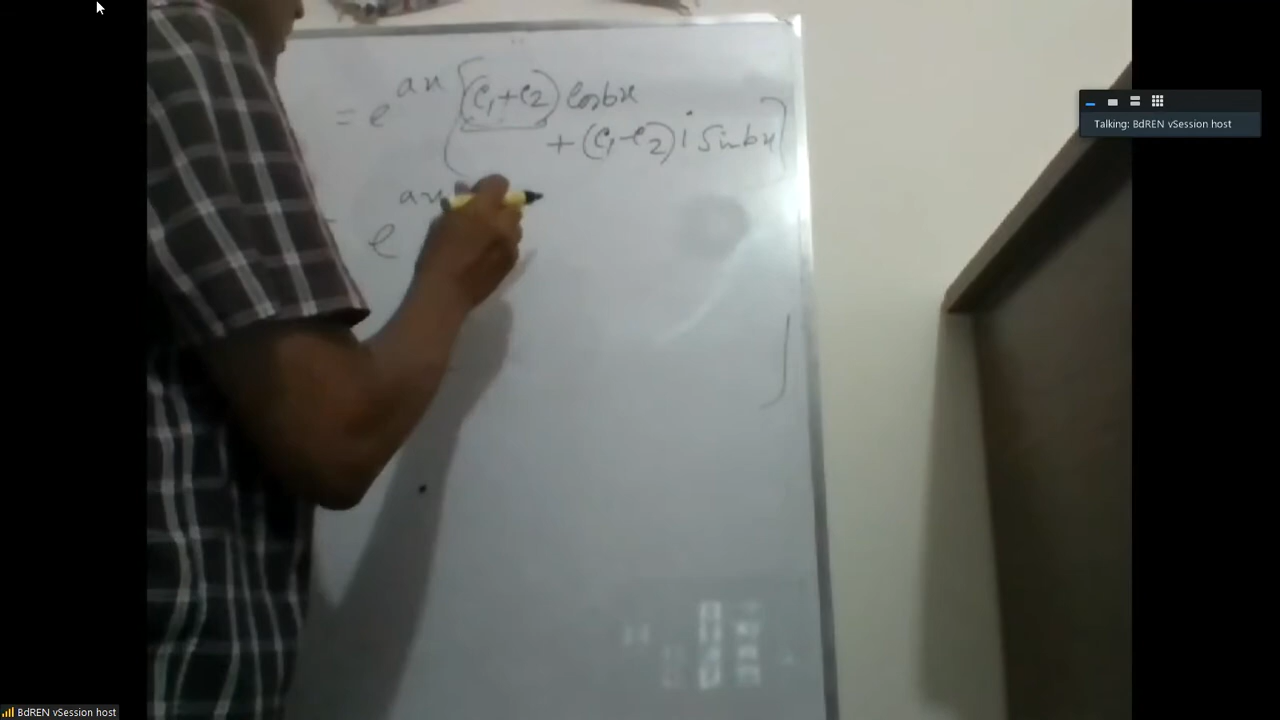 = e^{ax} [(c₁+c₂) cosbx
+ (c₁-c₂) i sinbx]
e^{ax}
Talking: BdREN vSession host
BdREN vSession host